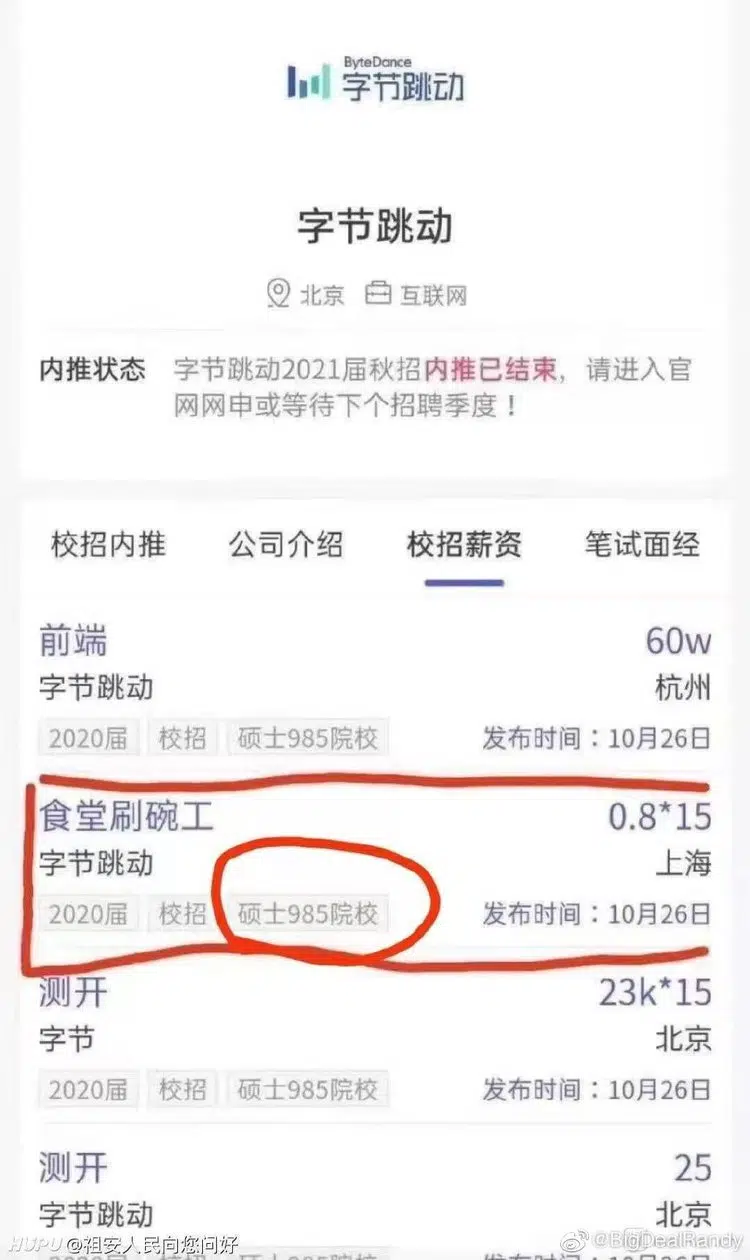 ByteDance
字节跳动
字节跳动
北京 互联网
内推状态 字节跳动2021届秋招内推已结束，请进入官
网网申或等待下个招聘季度！
校招内推 公司介绍 校招薪资 笔试面经
前端 60w
字节跳动 杭州
2020届 校招 硕士985院校 发布时间：10月26日
食堂刷碗工 0.8*15
字节跳动 上海
2020届 校招 硕士985院校 发布时间：10月26日
测开 23k*15
字节 北京
2020届 校招 硕士985院校 发布时间：10月26日
测开 25
字节跳动 北京
HUPU @祖安人民向您问好 @BigDealRandy